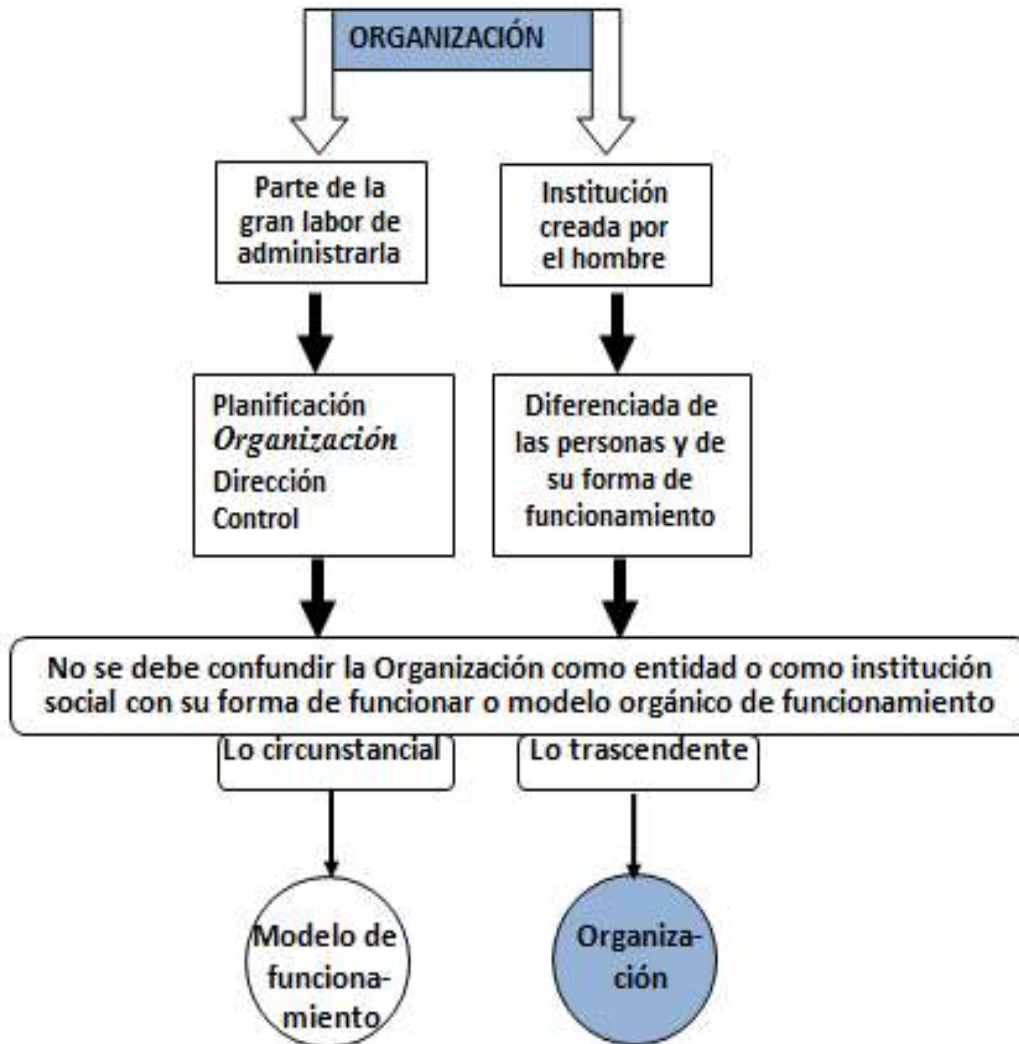 ORGANIZACIÓN
Parte de la
gran labor de
administrarla
Institución
creada por
el hombre
Planificación
Organización
Dirección
Control
Diferenciada de
las personas y de
su forma de
funcionamiento
No se debe confundir la Organización como entidad o como institución
social con su forma de funcionar o modelo orgánico de funcionamiento
Lo circunstancial
Lo trascendente
Modelo de
funciona-
miento
Organiza-
ción